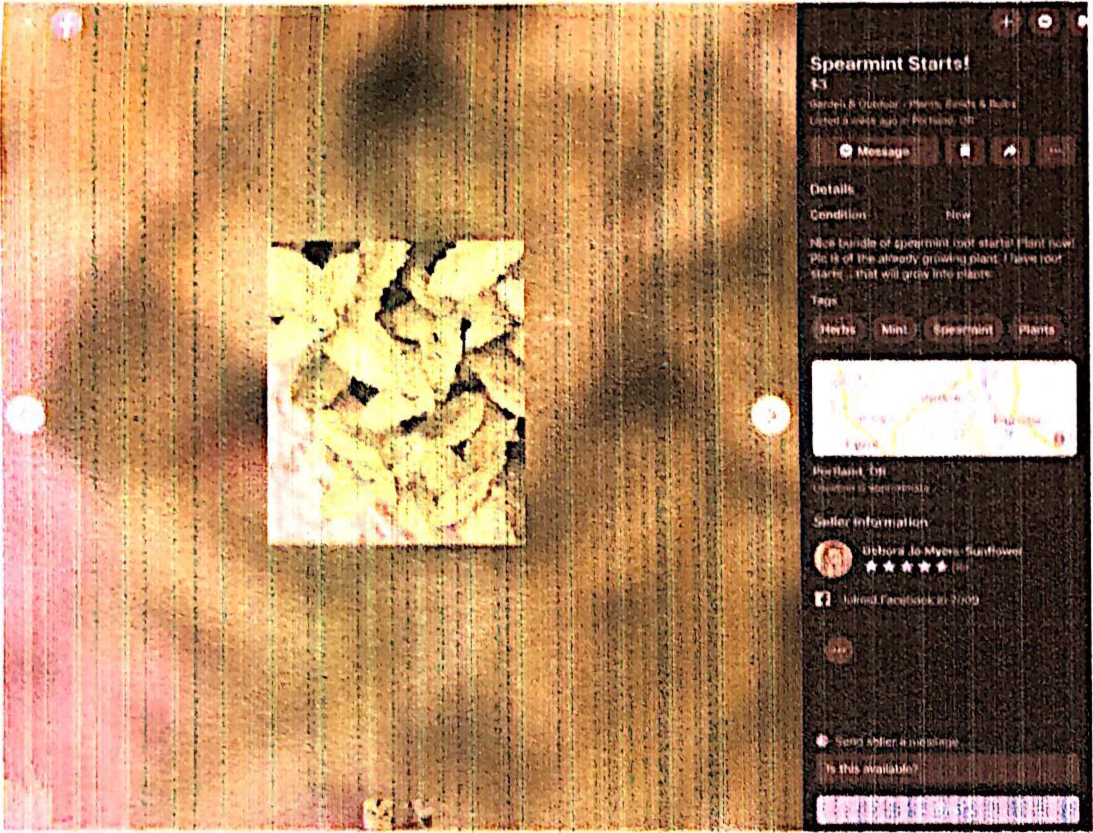 Spearmint Starts!
$3
Garden & Outdoor › Plants, Seeds & Bulbs
Listed a week ago in Portland, OR
Message
Details
Condition New
Nice bundle of spearmint root starts! Plant now!
Pic is of the already growing plant. I have root
starts... that will grow into plants.
Tags
Herbs Mint Spearmint Plants
Portland, OR
Location is approximate
Seller Information
Debora Jo Myers-Sunflower
Joined Facebook in 2009
Send seller a message
Is this available?